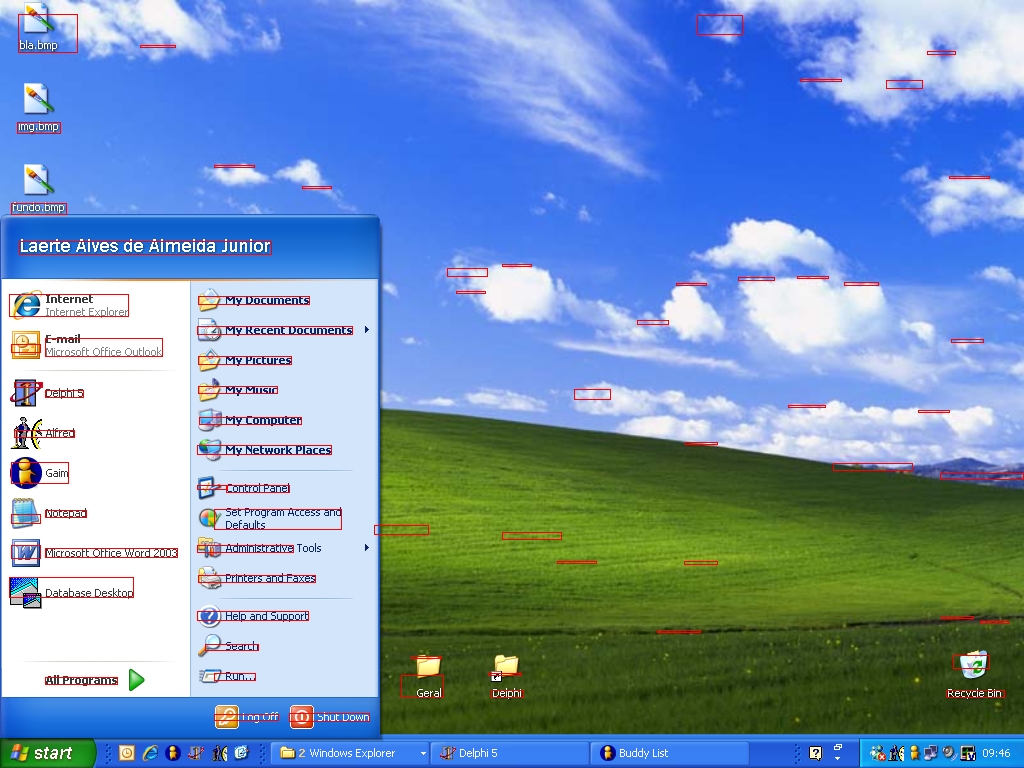 bla.bmp
img.bmp
fundo.bmp
Laerte Alves de Almeida Junior
Internet
Internet Explorer
E-mail
Microsoft Office Outlook
Delphi 5
Alfred
Gaim
Notepad
Microsoft Office Word 2003
Database Desktop
All Programs
My Documents
My Recent Documents
My Pictures
My Music
My Computer
My Network Places
Control Panel
Set Program Access and
Defaults
Administrative Tools
Printers and Faxes
Help and Support
Search
Run...
Log Off
Shut Down
Geral
Delphi
Recycle Bin
start
2 Windows Explorer
Delphi 5
Buddy List
09:46